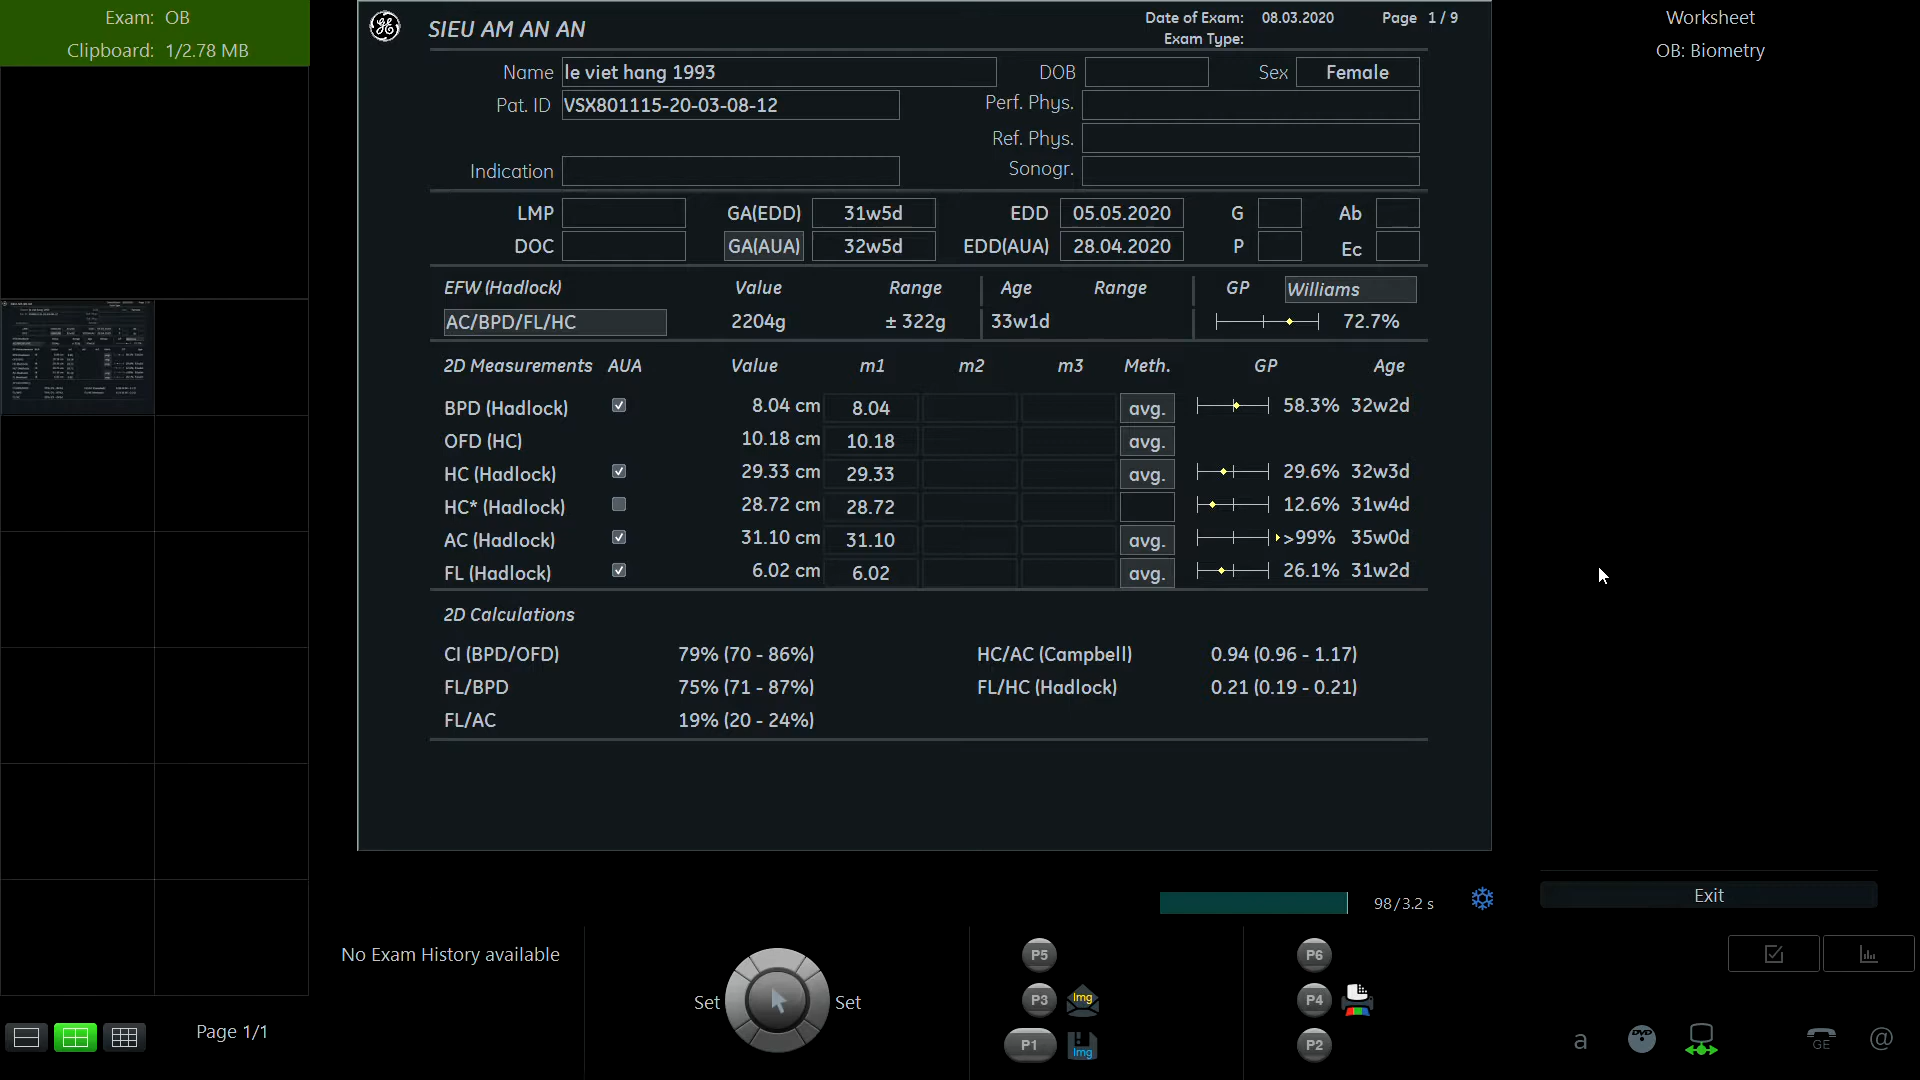 Exam: OB
Clipboard: 1/2.78 MB
SIEU AM AN AN
Date of Exam: 08.03.2020 Page 1 / 9
Exam Type:
Worksheet
OB: Biometry
Name le viet hang 1993 DOB Sex Female
Pat. ID VSX801115-20-03-08-12 Perf. Phys.
Ref. Phys.
Indication Sonogr.
LMP GA(EDD) 31w5d EDD 05.05.2020 G Ab
DOC GA(AUA) 32w5d EDD(AUA) 28.04.2020 P Ec
EFW (Hadlock) Value Range Age Range GP Williams
AC/BPD/FL/HC 2204g ± 322g 33w1d 72.7%
2D Measurements AUA Value m1 m2 m3 Meth. GP Age
BPD (Hadlock) 8.04 cm 8.04 avg. 58.3% 32w2d
OFD (HC) 10.18 cm 10.18 avg.
HC (Hadlock) 29.33 cm 29.33 avg. 29.6% 32w3d
HC* (Hadlock) 28.72 cm 28.72 12.6% 31w4d
AC (Hadlock) 31.10 cm 31.10 avg. >99% 35w0d
FL (Hadlock) 6.02 cm 6.02 avg. 26.1% 31w2d
2D Calculations
CI (BPD/OFD) 79% (70 - 86%) HC/AC (Campbell) 0.94 (0.96 - 1.17)
FL/BPD 75% (71 - 87%) FL/HC (Hadlock) 0.21 (0.19 - 0.21)
FL/AC 19% (20 - 24%)
98/3.2 s
Exit
No Exam History available
Set Set
P5
P3 Img
P1 Img
P6
P4
P2
Page 1/1
a DVD GE @